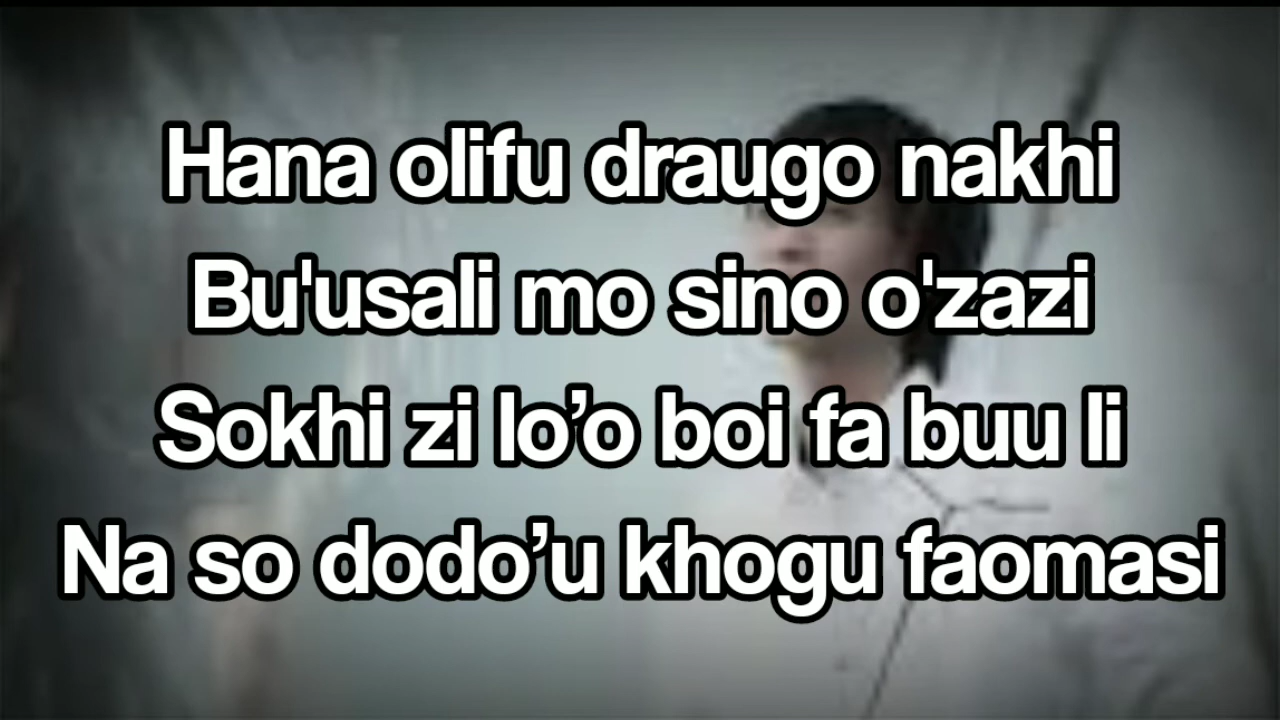 Hana olifu draugo nakhi
Bu'usali mo sino o'zazi
Sokhi zi lo’o boi fa buu li
Na so dodo’u khogu faomasi